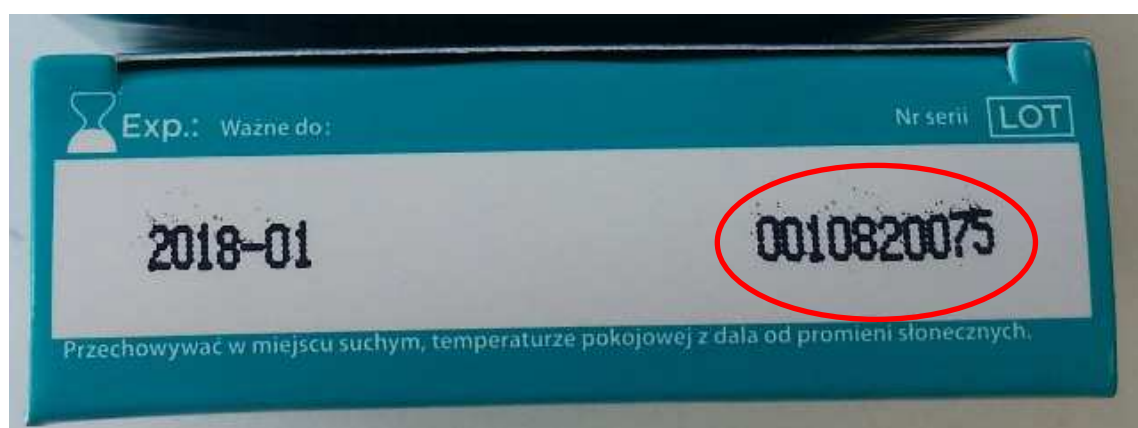 Exp.: Ważne do: Nr serii LOT
2018-01 0010820075
Przechowywać w miejscu suchym, temperaturze pokojowej z dala od promieni słonecznych.